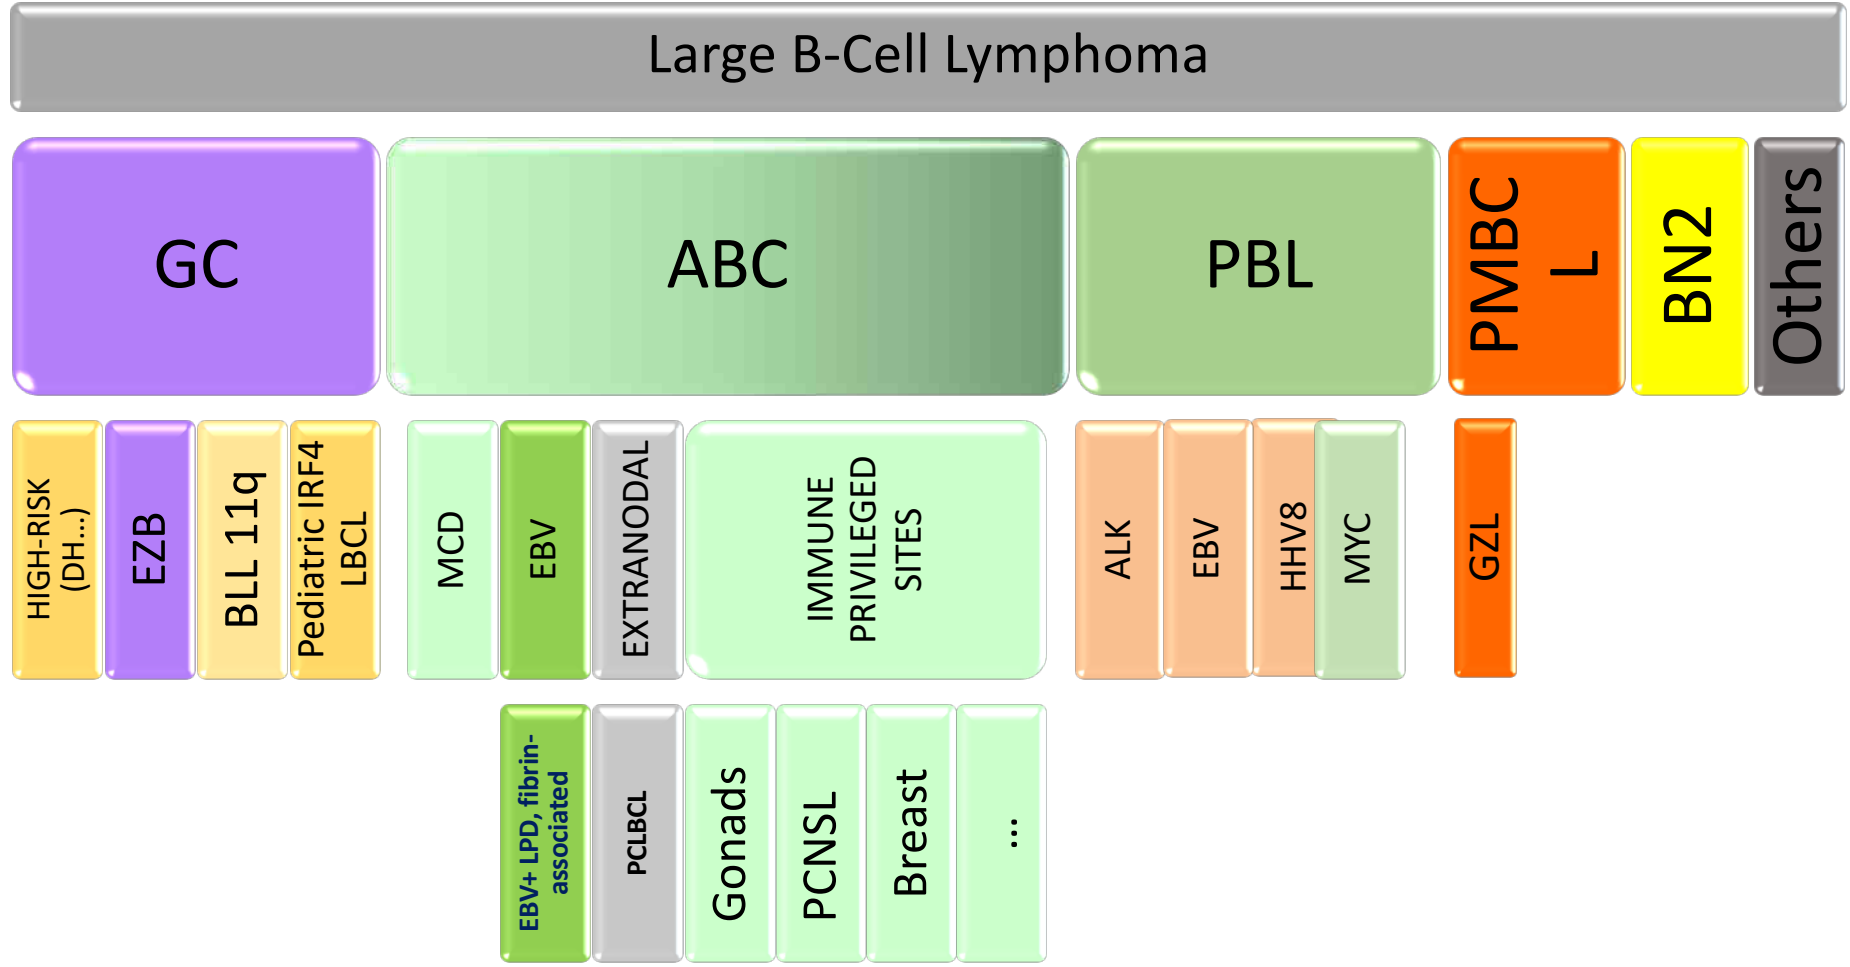 Large B-Cell Lymphoma
GC
ABC
PBL
PMBC
L
BN2
Others
HIGH-RISK
(DH...)
EZB
BLL 11q
Pediatric IRF4
LBCL
MCD
EBV
EXTRANODAL
IMMUNE
PRIVILEGED
SITES
ALK
EBV
HHV8
MYC
GZL
EBV+ LPD, fibrin-
associated
PCLBCL
Gonads
PCNSL
Breast
...